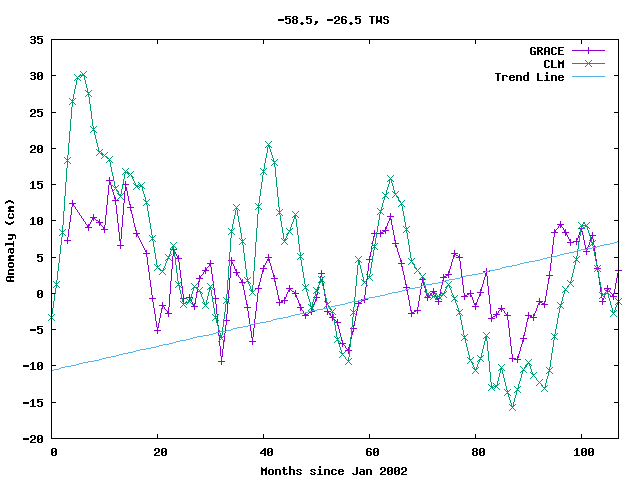 -58.5, -26.5 TWS
GRACE
CLM
Trend Line
35
30
25
20
15
10
5
0
-5
-10
-15
-20
Anomaly (cm)
0 20 40 60 80 100
Months since Jan 2002